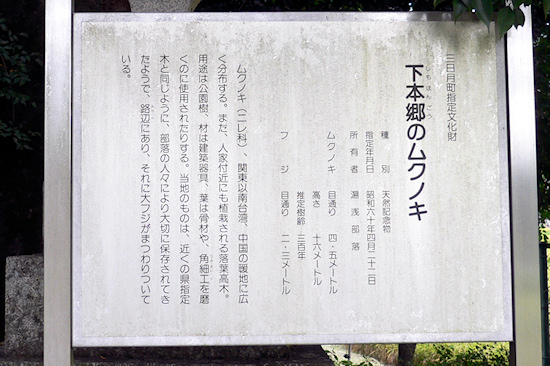 三日月町指定文化財
しもほんごう
下本郷のムクノキ
種別 天然記念物
指定年月日 昭和六十年四月二十二日
所有者 湯浅部落
ムクノキ 目通り 四・五メートル
高さ 十六メートル
推定樹齢 三百年
フジ 目通り 二・三メートル
ムクノキ(ニレ科)、関東以南台湾、中国の暖地に広
く分布する。まだ、人家付近にも植栽される落葉高木。
用途は公園樹、材は建築器具、葉は骨材や、角細工を磨
くのに使用されたりする。当地のものは、近くの県指定
木と同じように、部落の人々により大切に保存されてき
たようで、路辺にあり、それに大フジがまつわりついて
いる。